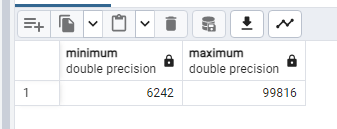 minimum maximum
double precision double precision
1 6242 99816